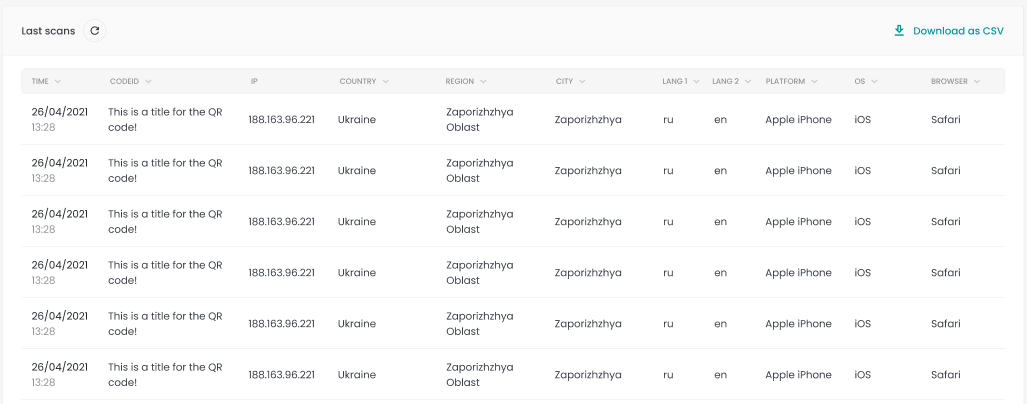 Last scans Download as CSV
TIME CODEID IP COUNTRY REGION CITY LANG 1 LANG 2 PLATFORM OS BROWSER
26/04/2021 This is a title for the QR Zaporizhzhya
13:28 code! 188.163.96.221 Ukraine Oblast Zaporizhzhya ru en Apple iPhone iOS Safari
26/04/2021 This is a title for the QR Zaporizhzhya
13:28 code! 188.163.96.221 Ukraine Oblast Zaporizhzhya ru en Apple iPhone iOS Safari
26/04/2021 This is a title for the QR Zaporizhzhya
13:28 code! 188.163.96.221 Ukraine Oblast Zaporizhzhya ru en Apple iPhone iOS Safari
26/04/2021 This is a title for the QR Zaporizhzhya
13:28 code! 188.163.96.221 Ukraine Oblast Zaporizhzhya ru en Apple iPhone iOS Safari
26/04/2021 This is a title for the QR Zaporizhzhya
13:28 code! 188.163.96.221 Ukraine Oblast Zaporizhzhya ru en Apple iPhone iOS Safari
26/04/2021 This is a title for the QR Zaporizhzhya
13:28 code! 188.163.96.221 Ukraine Oblast Zaporizhzhya ru en Apple iPhone iOS Safari